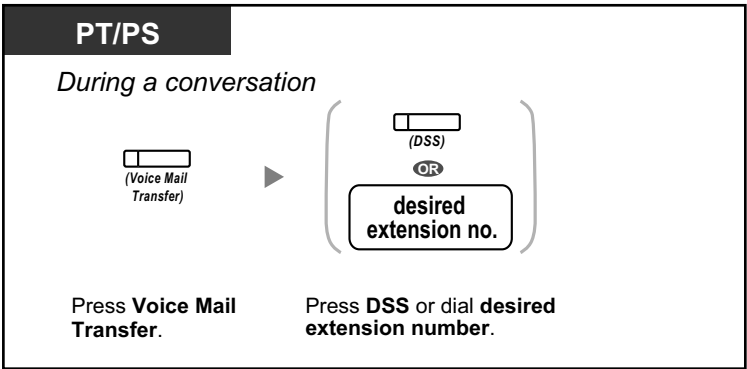 PT/PS
During a conversation
(Voice Mail
Transfer)
(DSS)
OR
desired
extension no.
Press Voice Mail
Transfer.
Press DSS or dial desired
extension number.